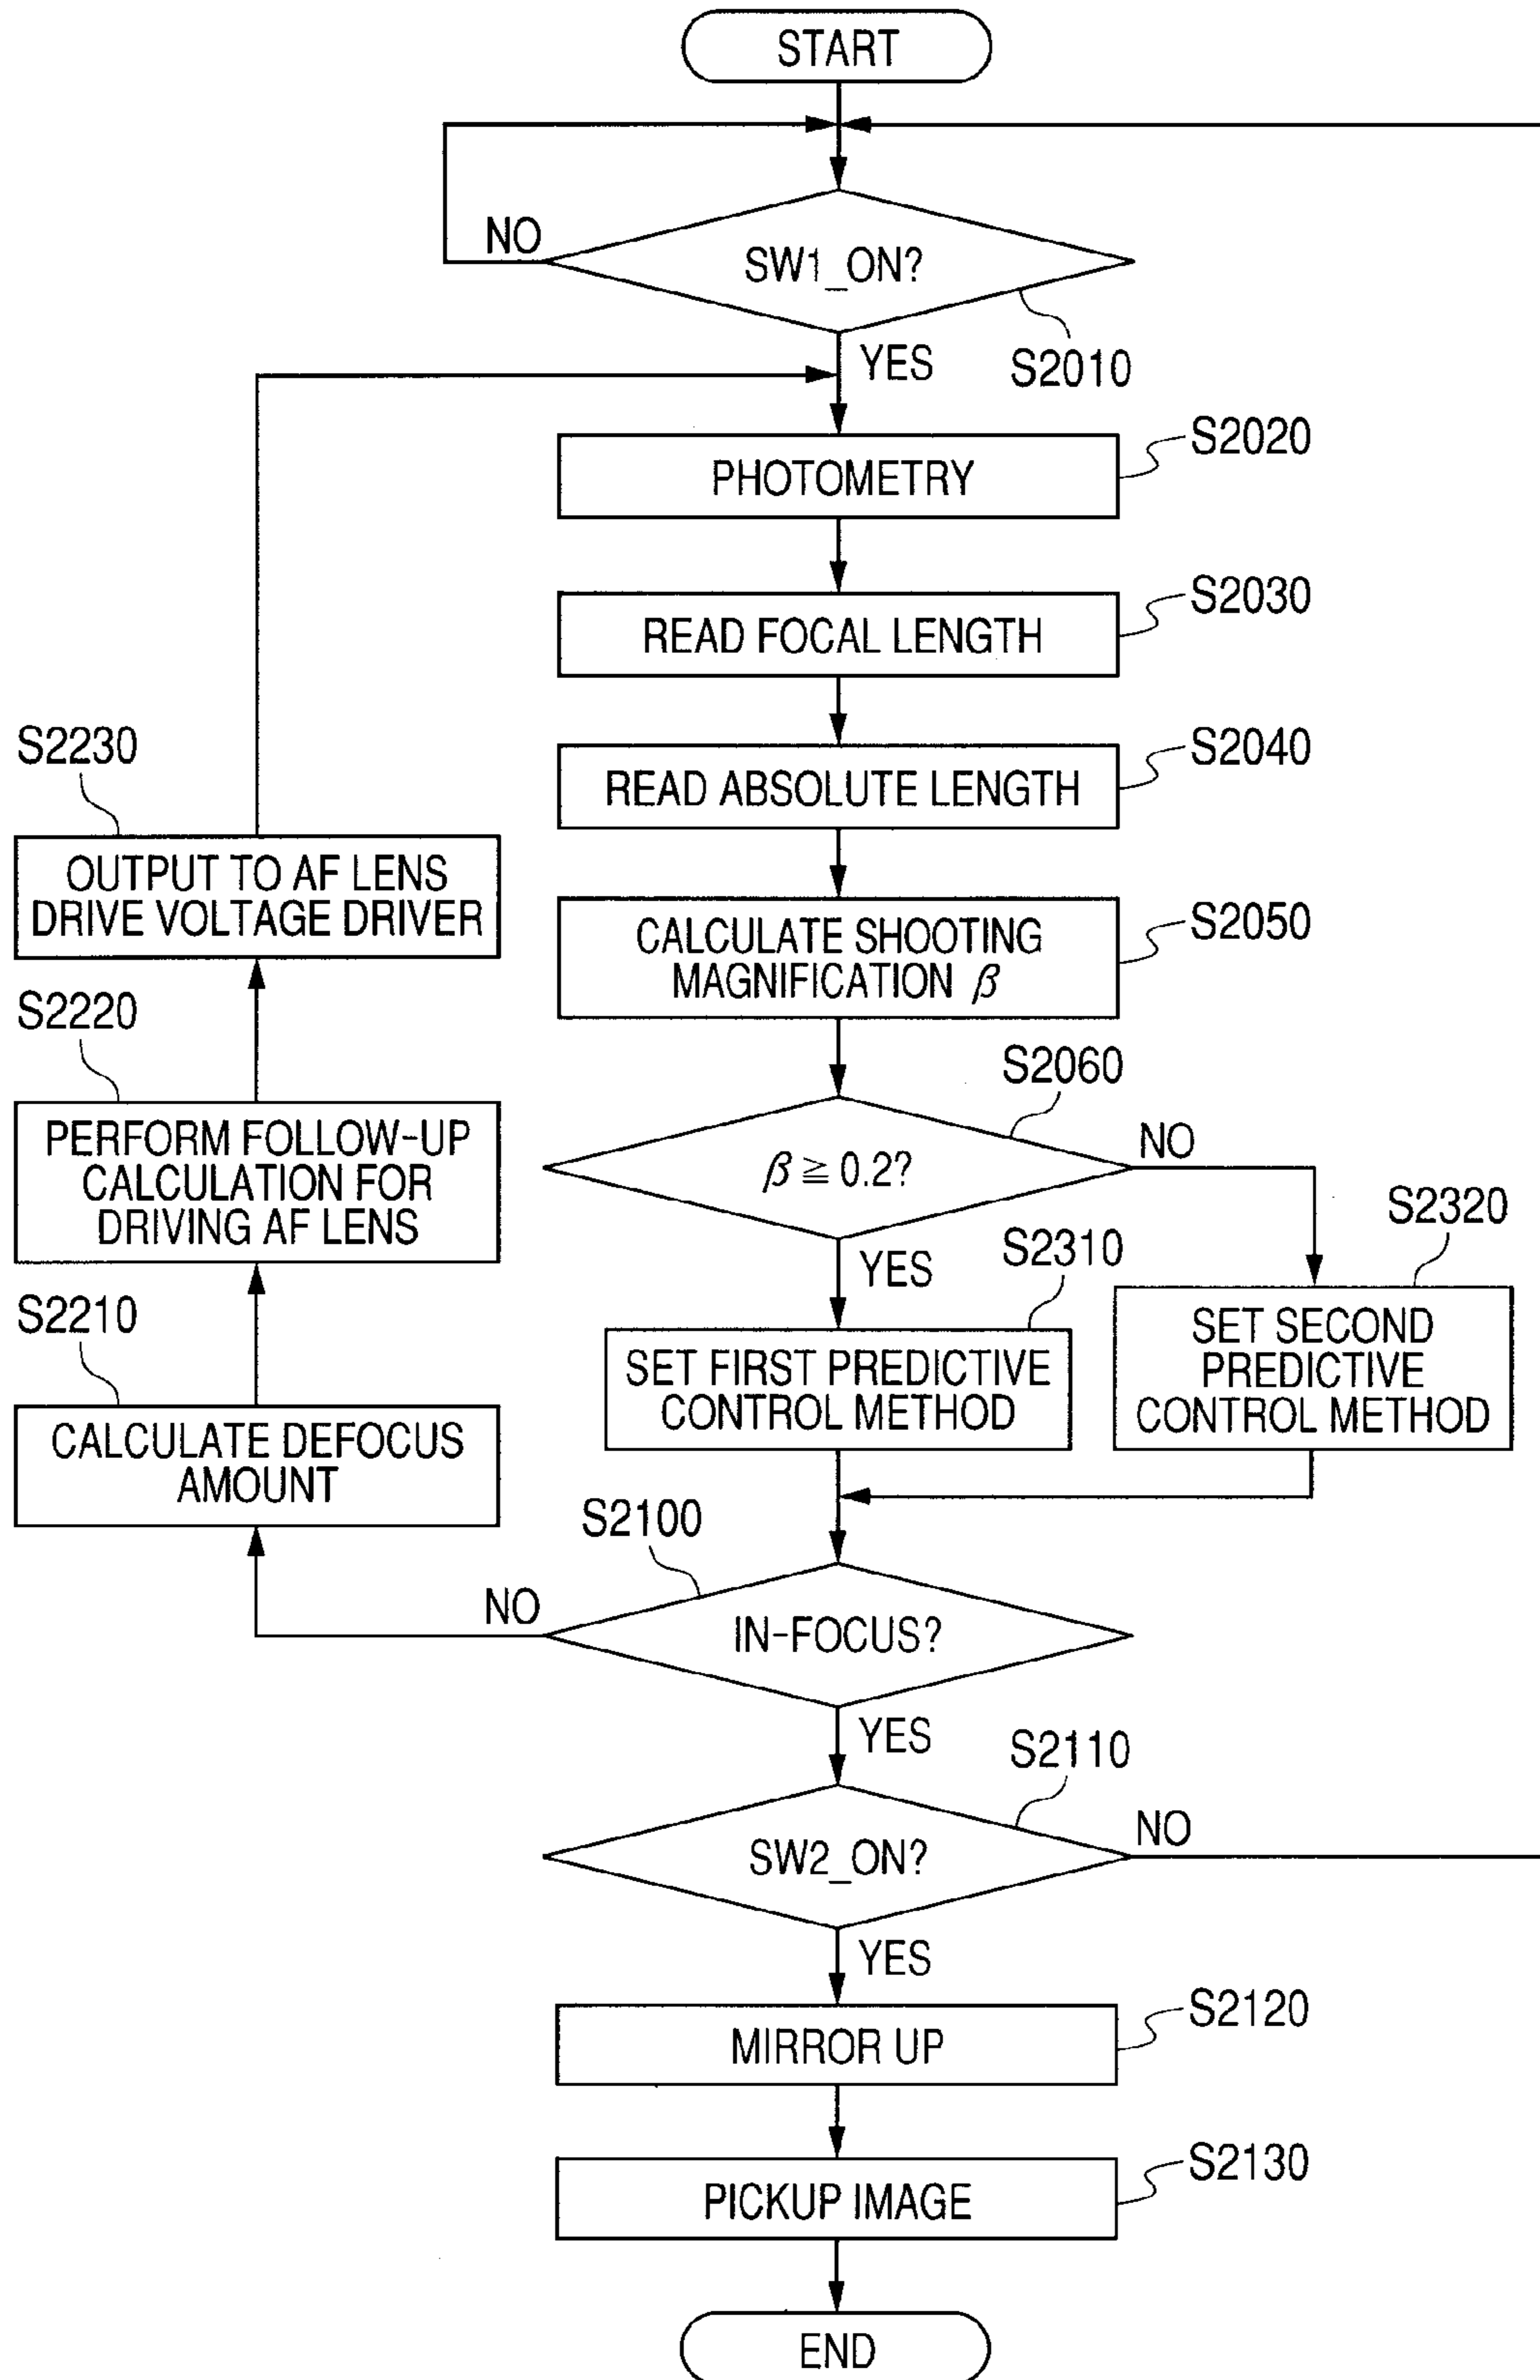 START
NO
SW1_ON?
S2010
YES
S2020
PHOTOMETRY
S2030
READ FOCAL LENGTH
S2040
READ ABSOLUTE LENGTH
S2050
CALCULATE SHOOTING
MAGNIFICATION β
S2060
β ≧ 0.2?
NO
YES
S2310
SET FIRST PREDICTIVE
CONTROL METHOD
S2320
SET SECOND
PREDICTIVE
CONTROL METHOD
S2100
IN-FOCUS?
NO
S2210
CALCULATE DEFOCUS
AMOUNT
S2220
PERFORM FOLLOW-UP
CALCULATION FOR
DRIVING AF LENS
S2230
OUTPUT TO AF LENS
DRIVE VOLTAGE DRIVER
YES
S2110
SW2_ON?
NO
YES
S2120
MIRROR UP
S2130
PICKUP IMAGE
END